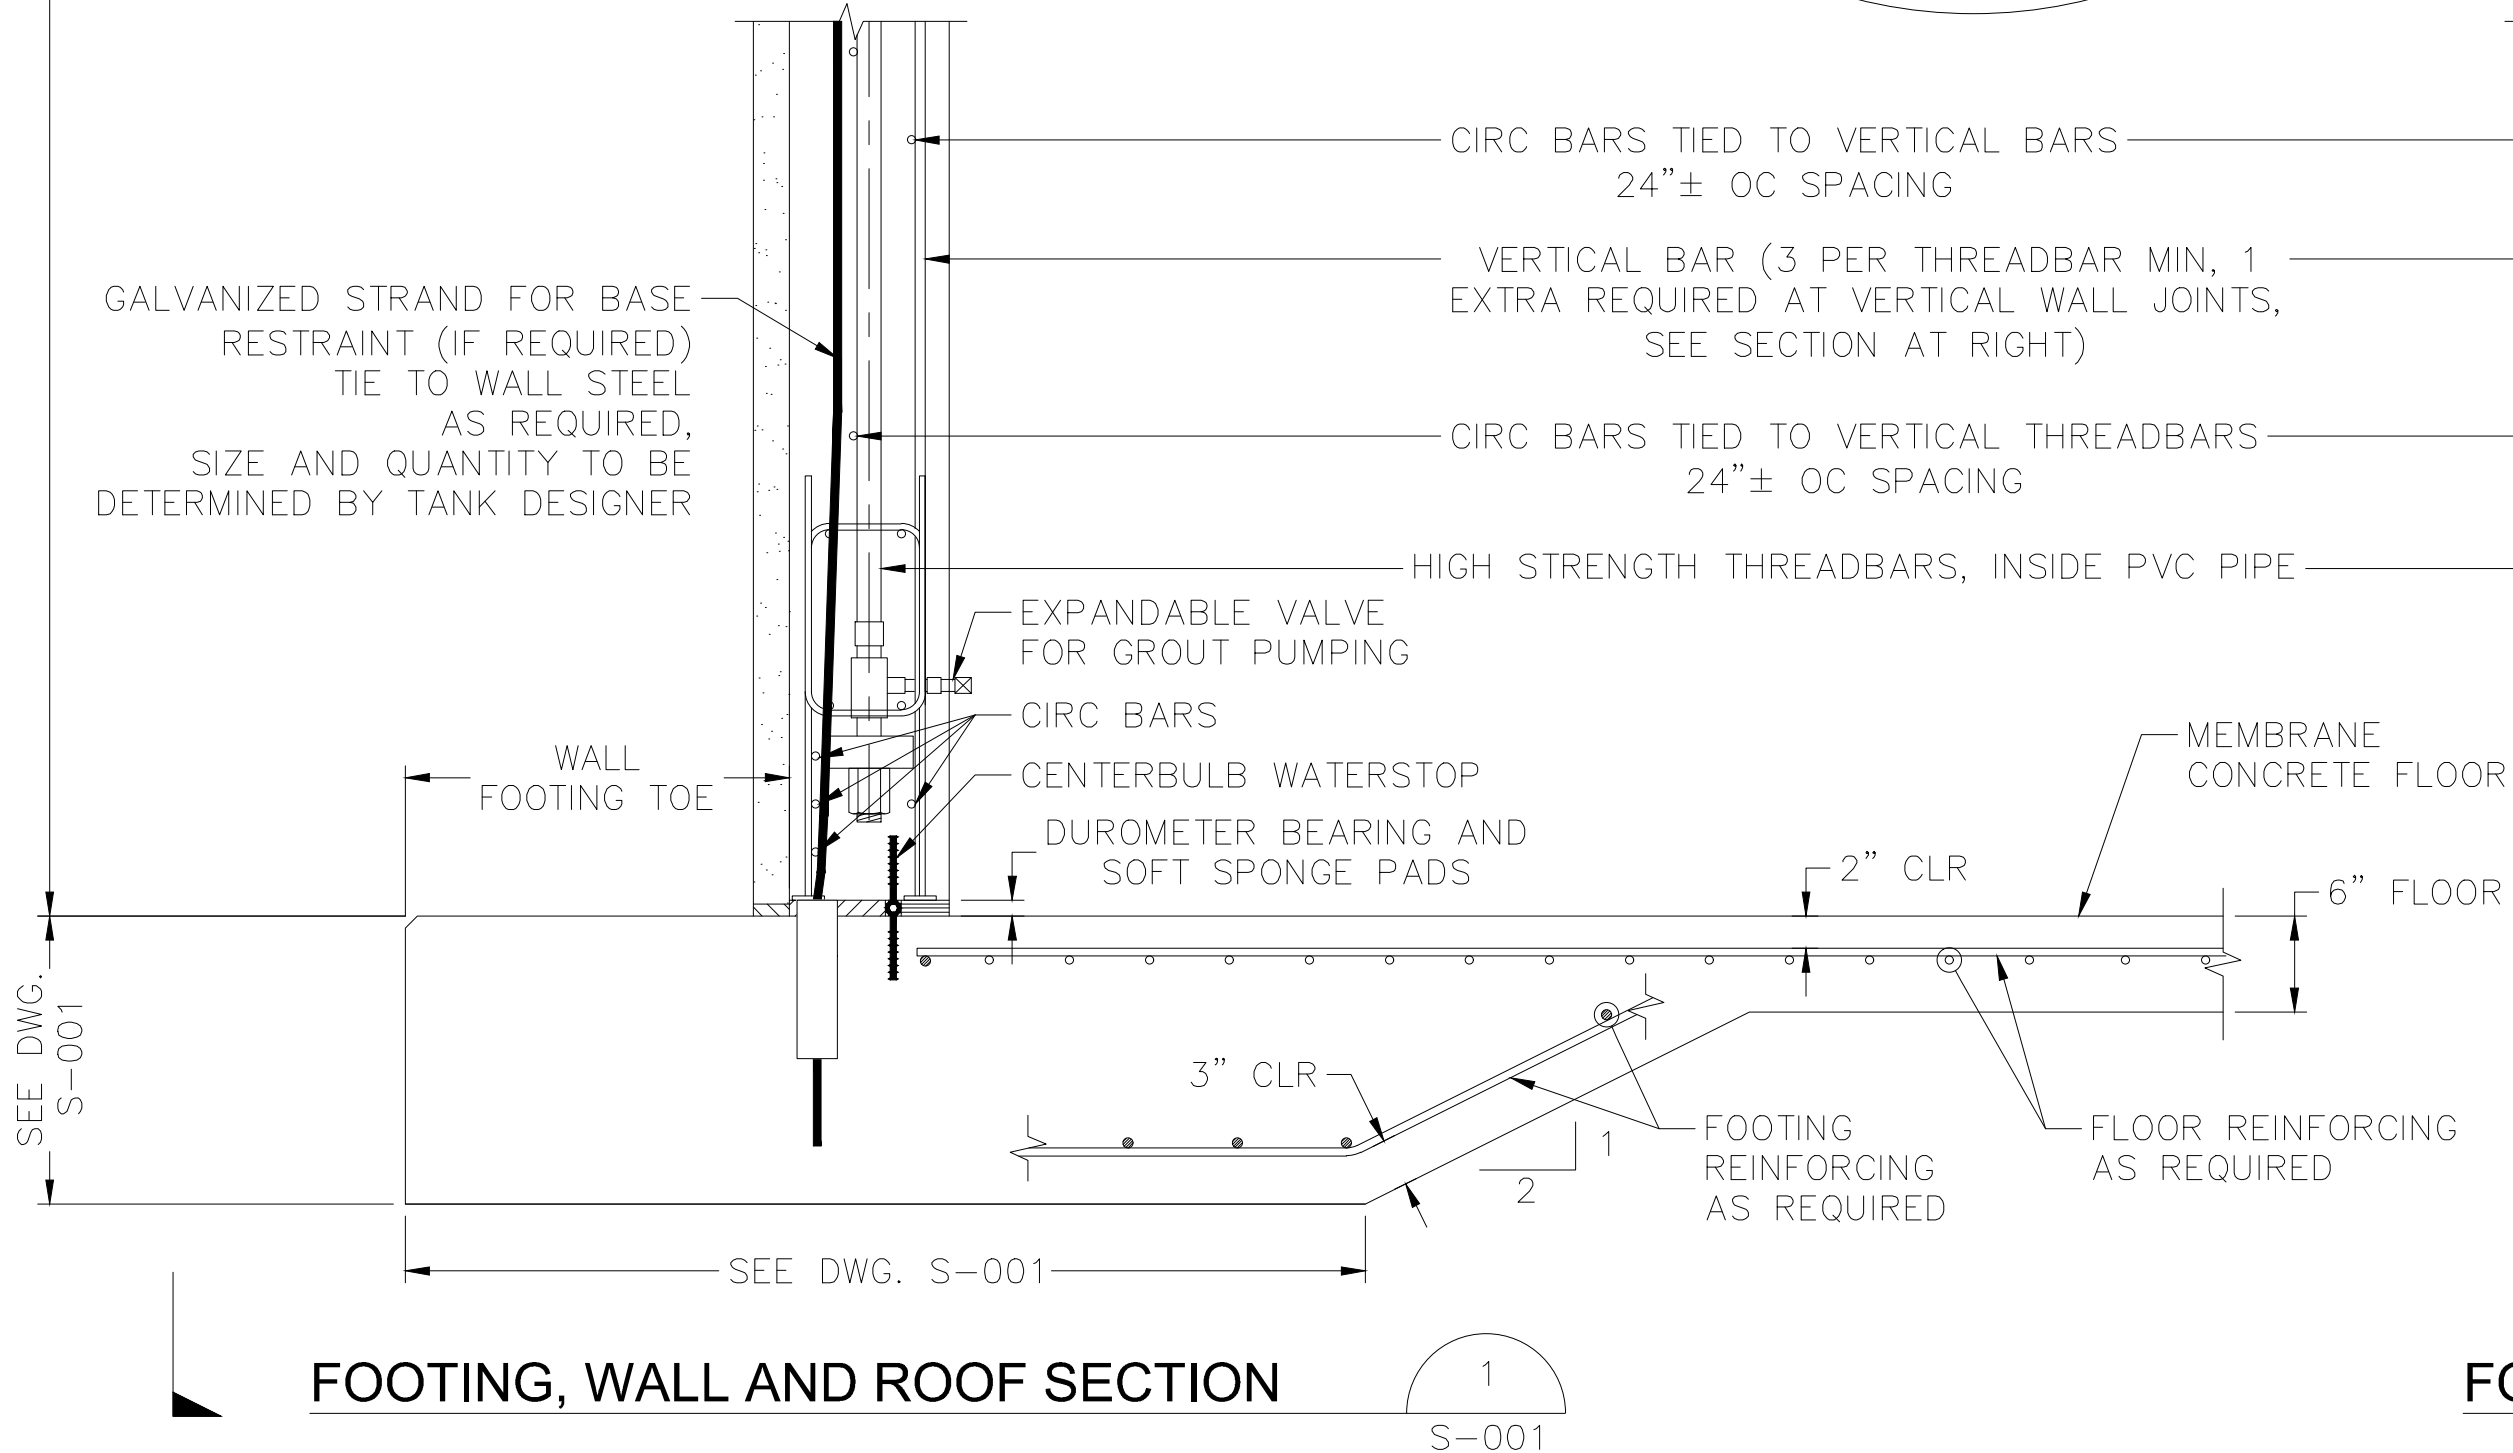 CIRC BARS TIED TO VERTICAL BARS
24”± OC SPACING
VERTICAL BAR (3 PER THREADBAR MIN, 1
EXTRA REQUIRED AT VERTICAL WALL JOINTS,
SEE SECTION AT RIGHT)
GALVANIZED STRAND FOR BASE
RESTRAINT (IF REQUIRED)
TIE TO WALL STEEL
AS REQUIRED,
SIZE AND QUANTITY TO BE
DETERMINED BY TANK DESIGNER
CIRC BARS TIED TO VERTICAL THREADBARS
24”± OC SPACING
HIGH STRENGTH THREADBARS, INSIDE PVC PIPE
EXPANDABLE VALVE
FOR GROUT PUMPING
CIRC BARS
CENTERBULB WATERSTOP
DUROMETER BEARING AND
SOFT SPONGE PADS
WALL
FOOTING TOE
MEMBRANE
CONCRETE FLOOR
2” CLR
6” FLOOR
SEE DWG.
S-001
3” CLR
1
2
FOOTING
REINFORCING
AS REQUIRED
FLOOR REINFORCING
AS REQUIRED
SEE DWG. S-001
FOOTING, WALL AND ROOF SECTION
1
S-001